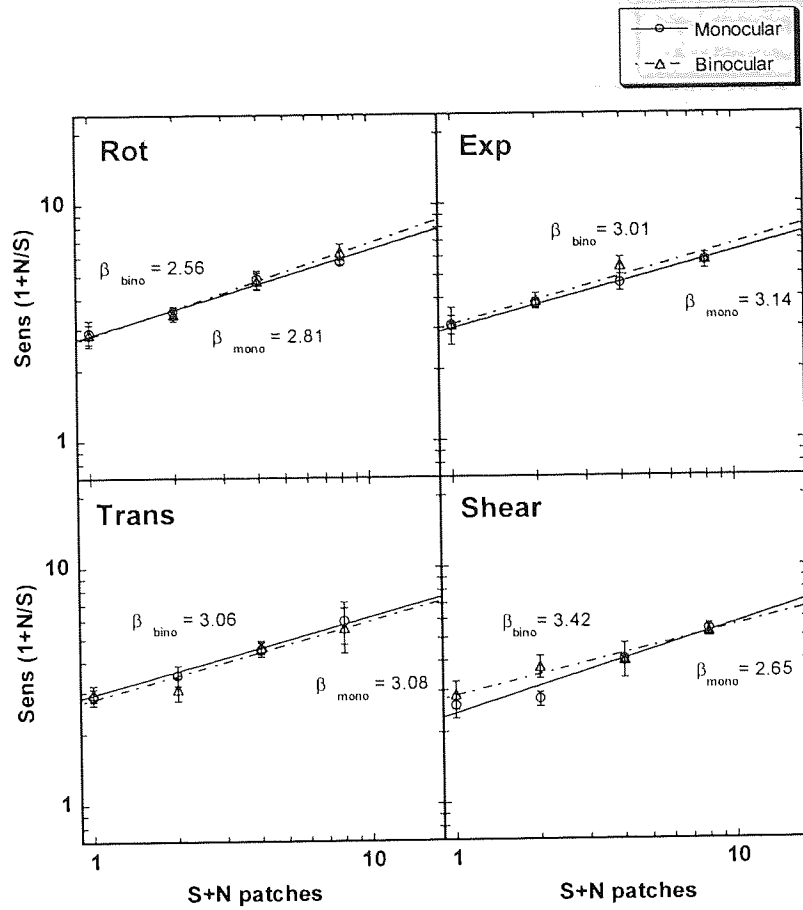 Monocular
Binocular
Rot
Exp
Sens (1+N/S)
10
1
β bino = 2.56
β mono = 2.81
β bino = 3.01
β mono = 3.14
Trans
Shear
Sens (1+N/S)
10
1
β bino = 3.06
β mono = 3.08
β bino = 3.42
β mono = 2.65
1
10
1
10
S+N patches
S+N patches